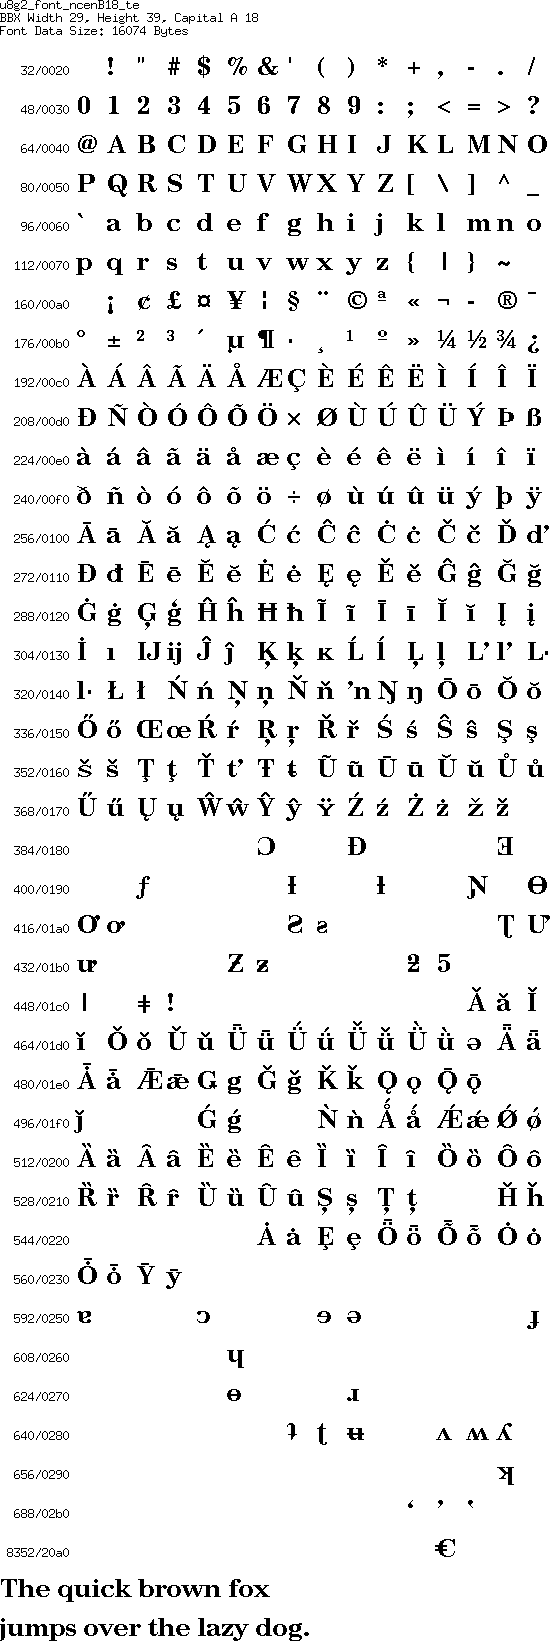 u8g2_font_ncenB18_te
BBX Width 29, Height 39, Capital A 18
Font Data Size: 16074 Bytes
32/0020 ! " # $ % & ' ( ) * + , - . /
48/0030 0 1 2 3 4 5 6 7 8 9 : ; < = > ?
64/0040 @ A B C D E F G H I J K L M N O
80/0050 P Q R S T U V W X Y Z [ \ ] ^ _
96/0060 ` a b c d e f g h i j k l m n o
112/0070 p q r s t u v w x y z { | } ~
160/00a0 ¡ ¢ £ ¤ ¥ ¦ § ¨ © ª « ¬ - ® ¯
176/00b0 ° ± ² ³ ´ µ ¶ · ¸ ¹ º » ¼ ½ ¾ ¿
192/00c0 À Á Â Ã Ä Å Æ Ç È É Ê Ë Ì Í Î Ï
208/00d0 Ð Ñ Ò Ó Ô Õ Ö × Ø Ù Ú Û Ü Ý Þ ß
224/00e0 à á â ã ä å æ ç è é ê ë ì í î ï
240/00f0 ð ñ ò ó ô õ ö ÷ ø ù ú û ü ý þ ÿ
256/0100 Ā ā Ă ă Ą ą Ć ć Ĉ ĉ Ċ ċ Č č Ď ď
272/0110 Đ đ Ē ē Ĕ ĕ Ė ė Ę ę Ě ě Ĝ ĝ Ğ ğ
288/0120 Ġ ġ Ģ ģ Ĥ ĥ Ħ ħ Ĩ ĩ Ī ī Ĭ ĭ Į į
304/0130 İ ı Ĳ ĳ Ĵ ĵ Ķ ķ ĸ Ĺ Í Ļ ļ Ľ ľ Ŀ
320/0140 ŀ Ł ł Ń ń Ņ ņ Ň ň ŉ Ŋ ŋ Ō ō Ŏ ŏ
336/0150 Ő ő Œ œ Ŕ ŕ Ŗ ŗ Ř ř Ś ś Ŝ ŝ Ş ş
352/0160 š š Ţ ţ Ť ť Ŧ ŧ Ũ ũ Ū ū Ŭ ŭ Ů ů
368/0170 Ű ű Ų ų Ŵ ŵ Ŷ ŷ Ÿ Ź ź Ż ż ž ž
384/0180 Ɔ Ɖ Ǝ
400/0190 ƒ Ɨ ƚ Ɲ Ɵ
416/01a0 Ơ ơ Ƨ ƨ Ʈ Ư
432/01b0 ư Ƶ ƶ ƻ 5
448/01c0 ǀ ǂ ǃ Ǎ ǎ Ǐ
464/01d0 ǐ Ǒ ǒ Ǔ ǔ Ǖ ǖ Ǘ ǘ Ǚ ǚ Ǜ ǜ ǝ Ǟ ǟ
480/01e0 Ǡ ǡ Ǣ ǣ Ǥ ǥ Ǧ ǧ Ǩ ǩ Ǫ ǫ Ǭ ǭ
496/01f0 ǰ Ǵ ǵ Ǹ ǹ Ǻ ǻ Ǽ ǽ Ǿ ǿ
512/0200 Ȁ ȁ Ȃ ȃ Ȅ ȅ Ȇ ȇ Ȉ ȉ Ȋ ȋ Ȍ ȍ Ȏ ȏ
528/0210 Ȑ ȑ Ȓ ȓ Ȕ ȕ Ȗ ȗ Ș ș Ț ț Ȟ ȟ
544/0220 Ȧ ȧ Ȩ ȩ Ȫ ȫ Ȭ ȭ Ȯ ȯ
560/0230 Ȱ ȱ Ȳ ȳ
592/0250 ɐ ɔ ɘ ə ɟ
608/0260 ɥ
624/0270 ɵ ɹ
640/0280 ʇ ʈ ʉ ʌ ʍ ʎ
656/0290 ʞ
688/02b0 ʻ ʼ ʽ
8352/20a0 €
The quick brown fox
jumps over the lazy dog.